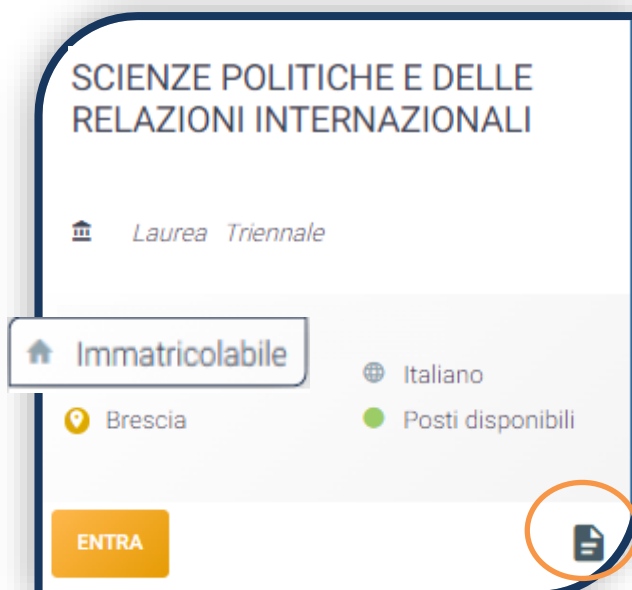 SCIENZE POLITICHE E DELLE
RELAZIONI INTERNAZIONALI
Laurea Triennale
Immatricolabile
Italiano
Brescia
Posti disponibili
ENTRA